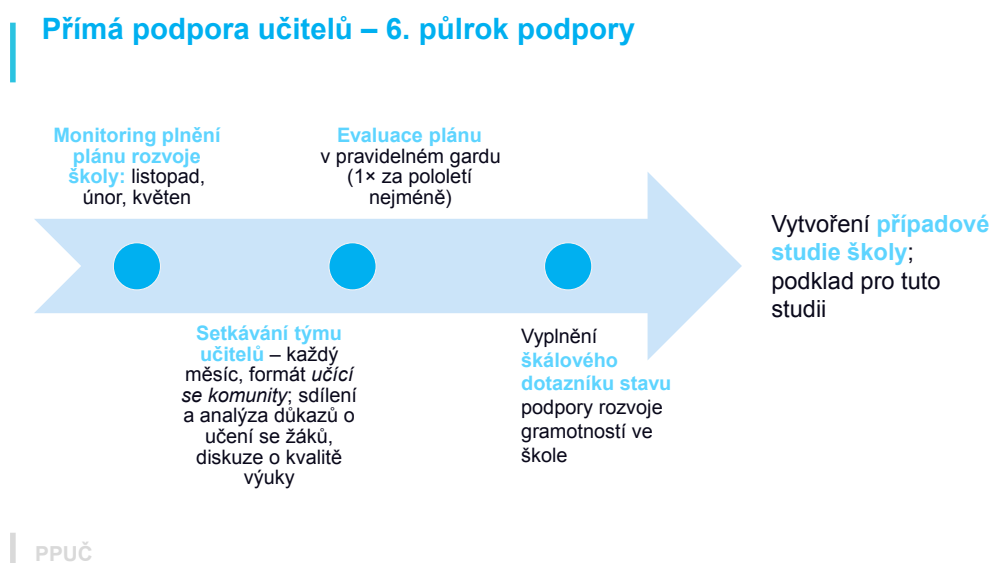 Přímá podpora učitelů – 6. půlrok podpory
Monitoring plnění
plánu rozvoje
školy: listopad,
únor, květen
Evaluace plánu
v pravidelném gardu
(1× za pololetí
nejméně)
Setkávání týmu
učitelů – každý
měsíc, formát učící
se komunity; sdílení
a analýza důkazů o
učení se žáků,
diskuze o kvalitě
výuky
Vyplnění
škálového
dotazníku stavu
podpory rozvoje
gramotností ve
škole
Vytvoření případové
studie školy;
podklad pro tuto
studii
PPUČ